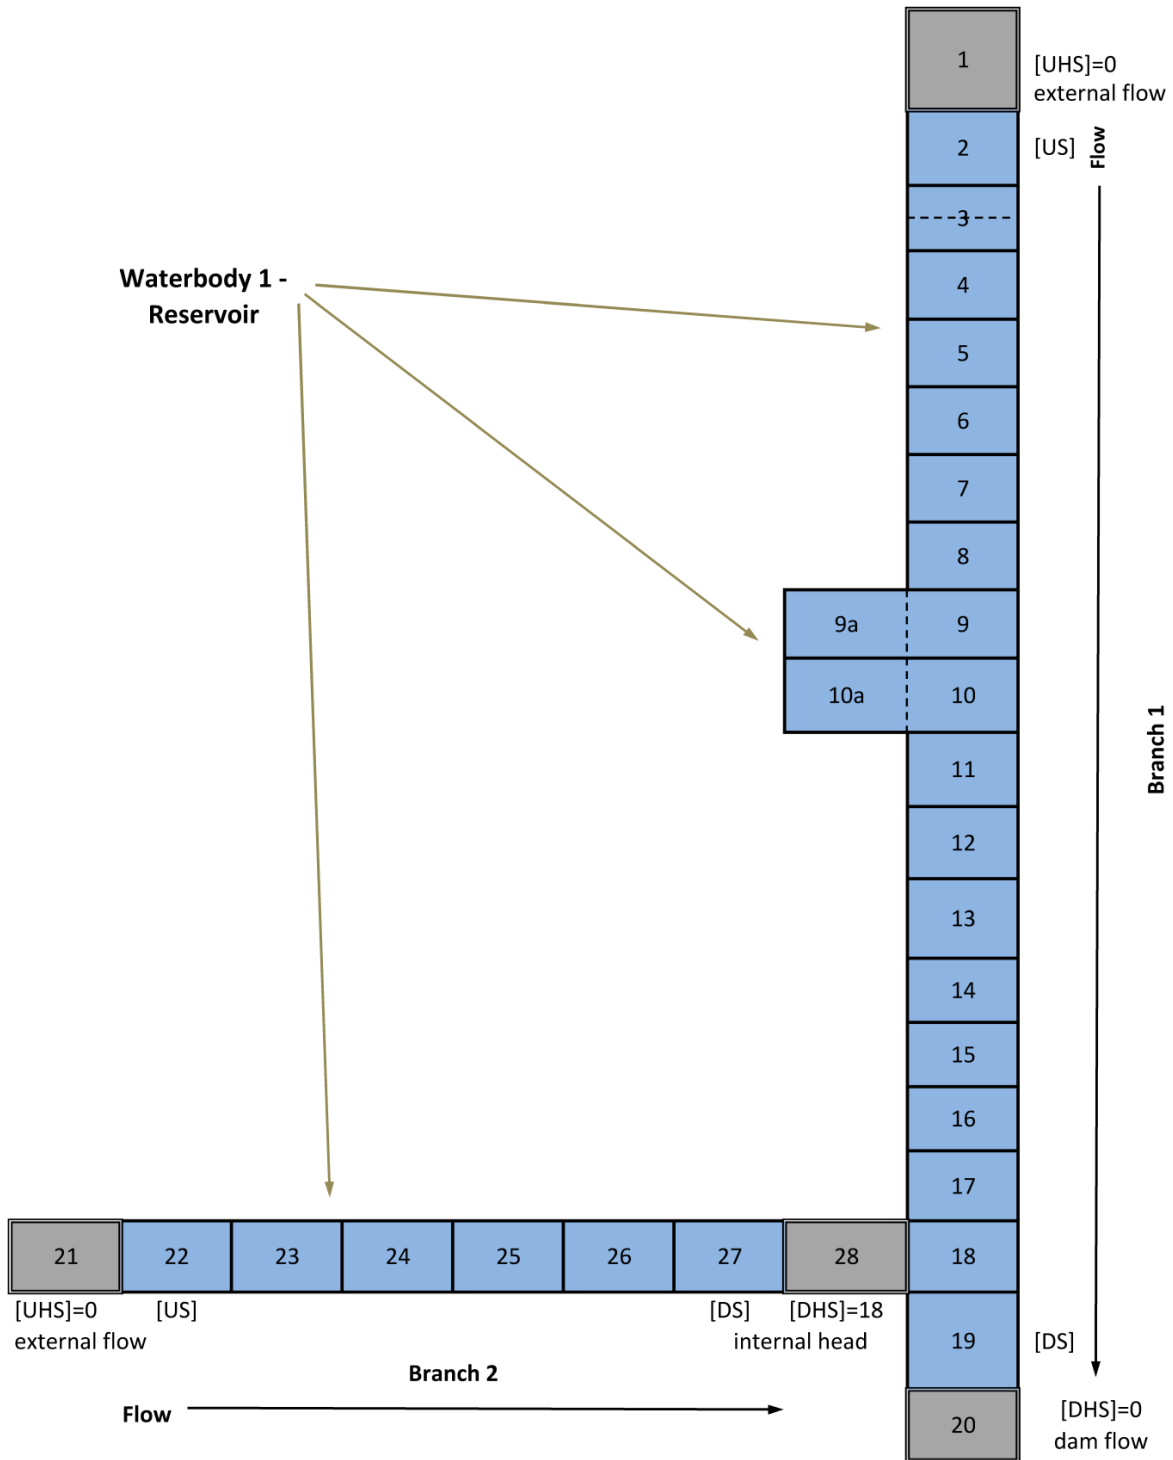 1
[UHS]=0
external flow
2
[US]
Flow
3
4
Waterbody 1 -
Reservoir
5
6
7
8
9a
9
10a
10
Branch 1
11
12
13
14
15
16
17
21
22
23
24
25
26
27
28
18
[UHS]=0
external flow
[US]
[DS]
[DHS]=18
internal head
19
[DS]
Branch 2
Flow
20
[DHS]=0
dam flow